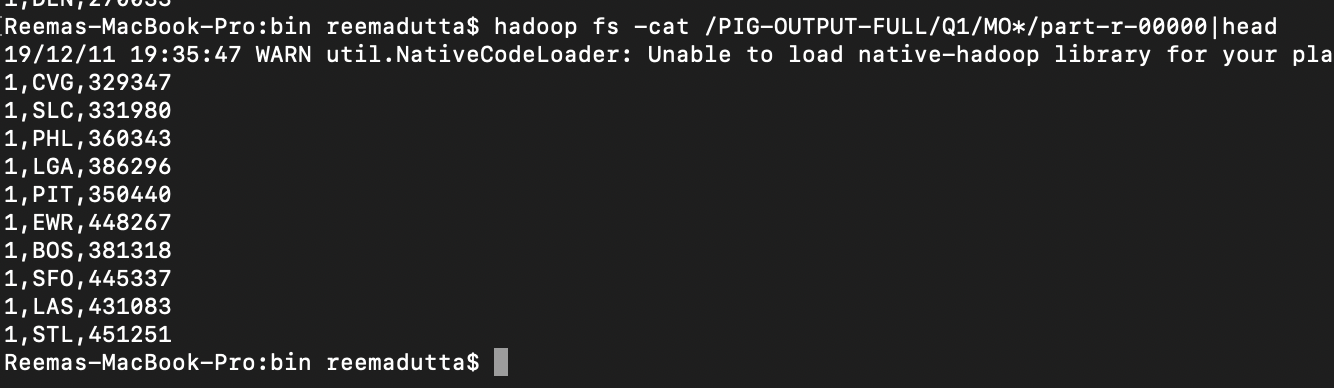 1,DEN,270033
Reemas-MacBook-Pro:bin reemadutta$ hadoop fs -cat /PIG-OUTPUT-FULL/Q1/MO*/part-r-00000|head
19/12/11 19:35:47 WARN util.NativeCodeLoader: Unable to load native-hadoop library for your pla
1,CVG,329347
1,SLC,331980
1,PHL,360343
1,LGA,386296
1,PIT,350440
1,EWR,448267
1,BOS,381318
1,SFO,445337
1,LAS,431083
1,STL,451251
Reemas-MacBook-Pro:bin reemadutta$